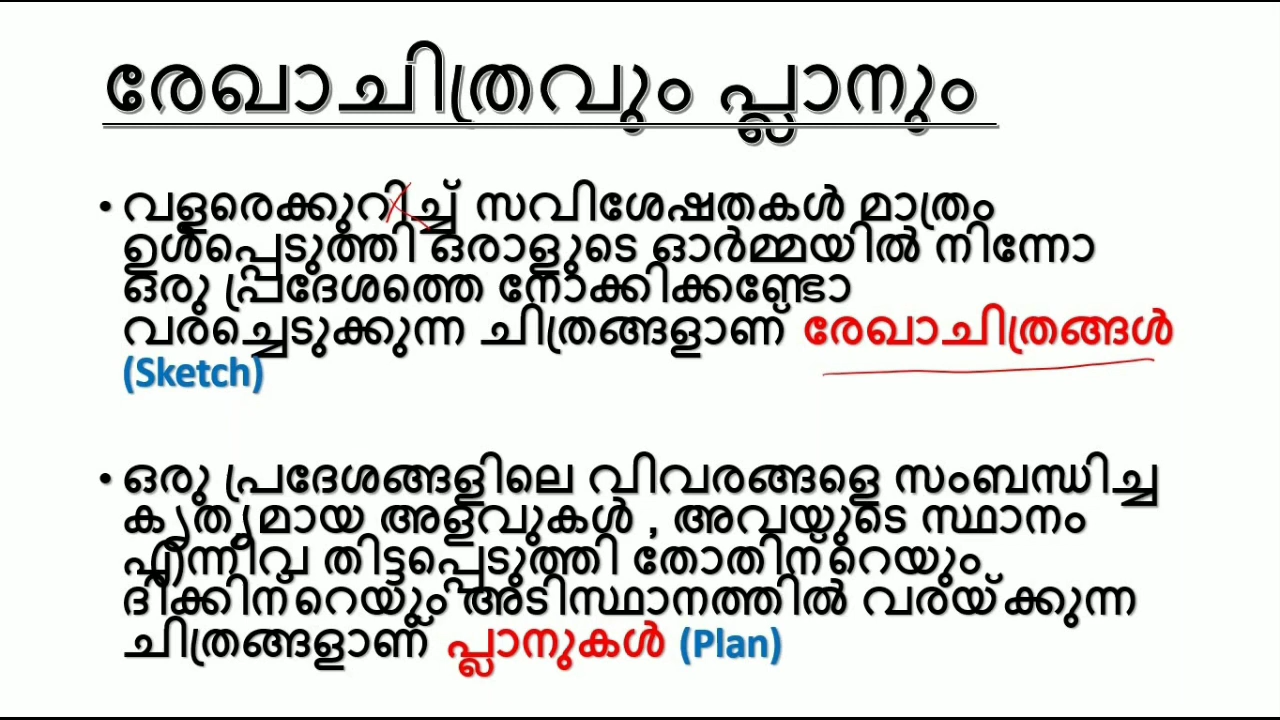 രേഖാചിത്രവും പ്ലാനും
• വളരെക്കുറിച്ച് സവിശേഷതകൾ മാത്രം
ഉൾപ്പെടുത്തി ഒരാളുടെ ഓർമ്മയിൽ നിന്നോ
ഒരു പ്രദേശത്തെ നോക്കിക്കണ്ടോ
വരച്ചെടുക്കുന്ന ചിത്രങ്ങളാണ് രേഖാചിത്രങ്ങൾ
(Sketch)
• ഒരു പ്രദേശങ്ങളിലെ വിവരങ്ങളെ സംബന്ധിച്ച
കൃത്യമായ അളവുകൾ , അവയുടെ സ്ഥാനം
എന്നിവ തിട്ടപ്പെടുത്തി തോതിന്റെയും
ദിക്കിന്റെയും അടിസ്ഥാനത്തിൽ വരയ്ക്കുന്ന
ചിത്രങ്ങളാണ് പ്ലാനുകൾ (Plan)